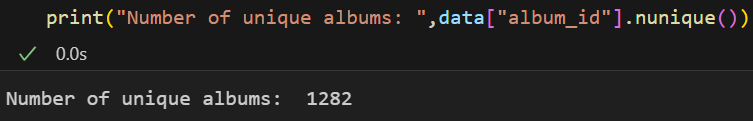 print("Number of unique albums: ",data["album_id"].nunique())
0.0s
Number of unique albums:  1282